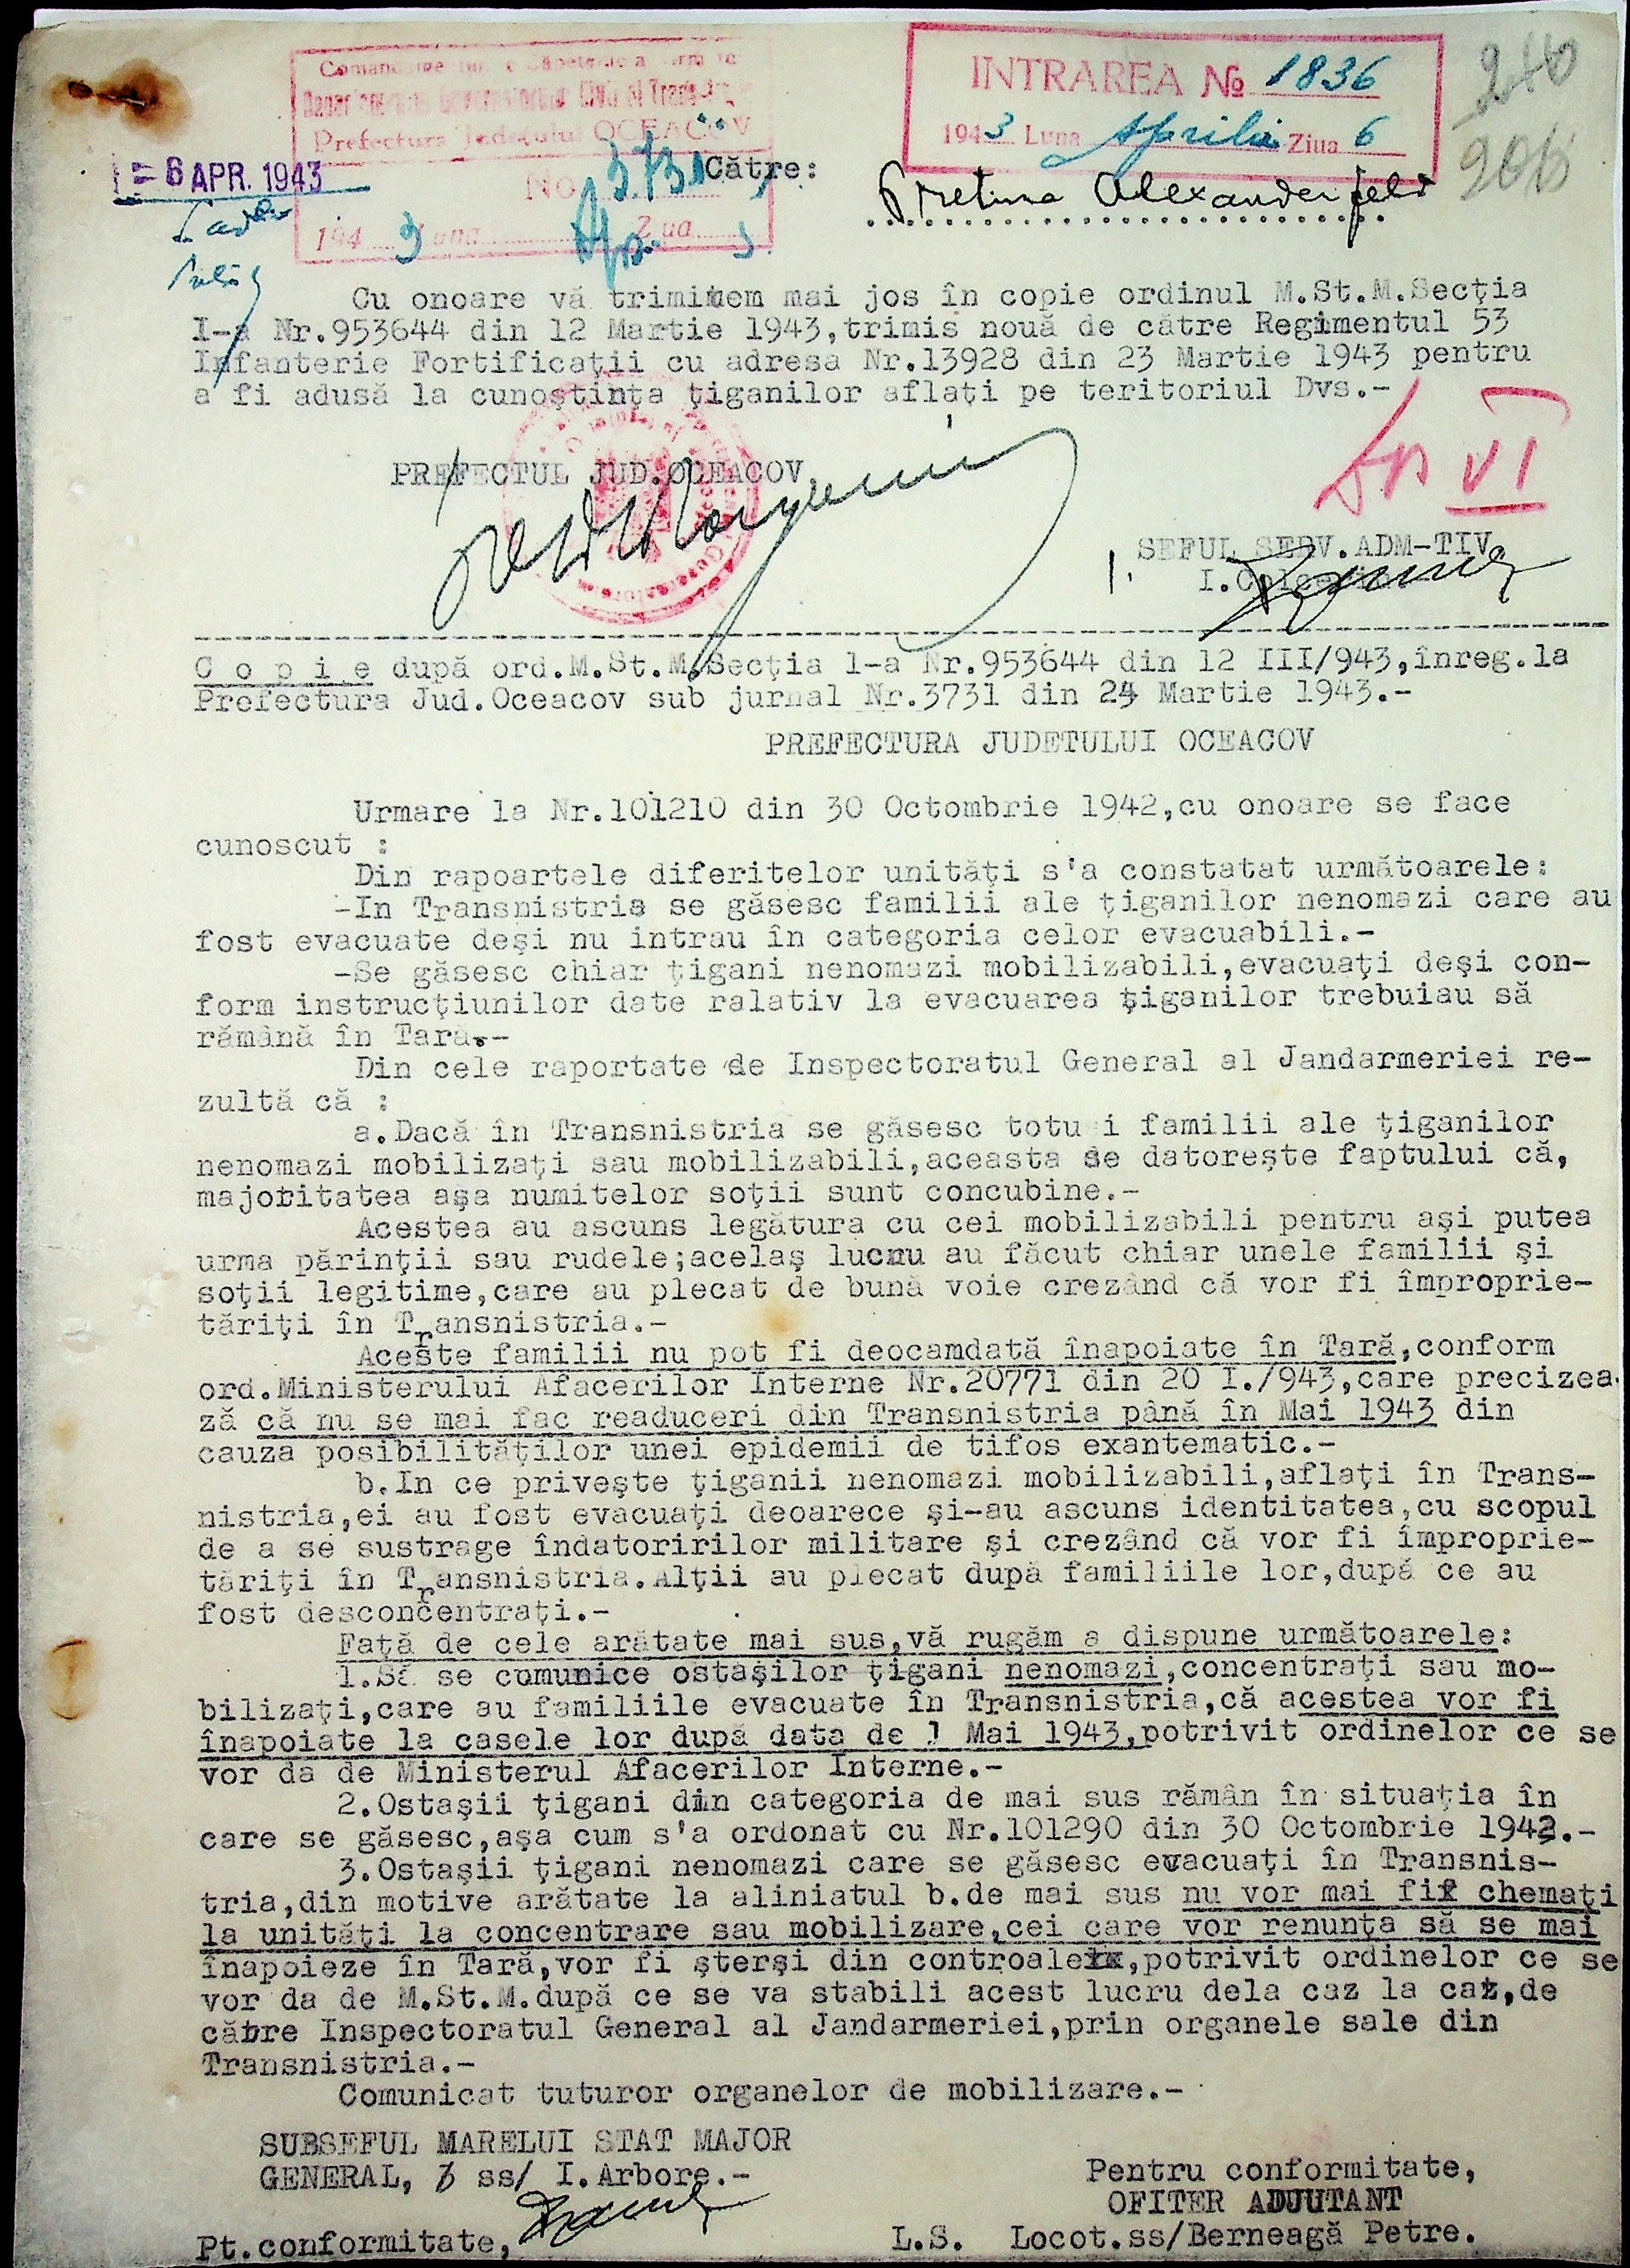 INTRAREA № 1836
1943 Luna Aprilie Ziua 6
Prefectura Judeţului OCEACOV
No 3731
1943 Luna Apr. Ziua
- 6 APR. 1943
Către:
Pretura Alexanderfeld
Cu onoare vă trimitem mai jos în copie ordinul M.St.M.Secţia
I-a Nr.953644 din 12 Martie 1943,trimis nouă de către Regimentul 53
Infanterie Fortificaţii cu adresa Nr.13928 din 23 Martie 1943 pentru
a fi adusă la cunoştinţa ţiganilor aflaţi pe teritoriul Dvs.-
PREFECTUL JUD.OCEACOV
VI
SEFUL SERV.ADM-TIV.
I.
C o p i e după ord.M.St.M.Secţia 1-a Nr.953644 din 12 III/943,înreg.la
Prefectura Jud.Oceacov sub jurnal Nr.3731 din 24 Martie 1943.-
PREFECTURA JUDETULUI OCEACOV
Urmare la Nr.101210 din 30 Octombrie 1942,cu onoare se face
cunoscut :
Din rapoartele diferitelor unităţi s'a constatat următoarele:
-In Transnistria se găsesc familii ale ţiganilor nenomazi care au
fost evacuate deşi nu intrau în categoria celor evacuabili.-
-Se găsesc chiar ţigani nenomazi mobilizabili,evacuaţi deşi con-
form instrucţiunilor date ralativ la evacuarea ţiganilor trebuiau să
rămână în Tară.-
Din cele raportate de Inspectoratul General al Jandarmeriei re-
zultă că :
a.Dacă în Transnistria se găsesc totu i familii ale ţiganilor
nenomazi mobilizaţi sau mobilizabili,aceasta se datoreşte faptului că,
majoritatea aşa numitelor soţii sunt concubine.-
Acestea au ascuns legătura cu cei mobilizabili pentru aşi putea
urma părinţii sau rudele;acelaş lucru au făcut chiar unele familii şi
soţii legitime,care au plecat de bună voie crezând că vor fi împroprie-
tăriţi în Transnistria.-
Aceste familii nu pot fi deocamdată înapoiate în Tară,conform
ord.Ministerului Afacerilor Interne Nr.20771 din 20 I./943,care precizea-
ză că nu se mai fac readuceri din Transnistria până în Mai 1943 din
cauza posibilităţilor unei epidemii de tifos exantematic.-
b.In ce priveşte ţiganii nenomazi mobilizabili,aflaţi în Trans-
nistria,ei au fost evacuaţi deoarece şi-au ascuns identitatea,cu scopul
de a se sustrage îndatoririlor militare şi crezând că vor fi împroprie-
tăriţi în Transnistria.Alţii au plecat după familiile lor,după ce au
fost desconcentraţi.-
Faţă de cele arătate mai sus,vă rugăm a dispune următoarele:
1.Să se comunice ostaşilor ţigani nenomazi,concentraţi sau mo-
bilizaţi,care au familiile evacuate în Transnistria,că acestea vor fi
înapoiate la casele lor după data de 1 Mai 1943,potrivit ordinelor ce se
vor da de Ministerul Afacerilor Interne.-
2.Ostaşii ţigani din categoria de mai sus rămân în situaţia în
care se găsesc,aşa cum s'a ordonat cu Nr.101290 din 30 Octombrie 1942.-
3.Ostaşii ţigani nenomazi care se găsesc evacuaţi în Transnis-
tria,din motive arătate la aliniatul b.de mai sus nu vor mai fi chemaţi
la unităţi la concentrare sau mobilizare,cei care vor renunţa să se mai
înapoieze în Tară,vor fi şterşi din controale,potrivit ordinelor ce se
vor da de M.St.M.după ce se va stabili acest lucru dela caz la caz,de
către Inspectoratul General al Jandarmeriei,prin organele sale din
Transnistria.-
Comunicat tuturor organelor de mobilizare.-
SUBSEFUL MARELUI STAT MAJOR
GENERAL, ss/ I.Arbore.-
Pentru conformitate,
OFITER ADJUTANT
L.S. Locot.ss/Berneagă Petre.
Pt.conformitate,